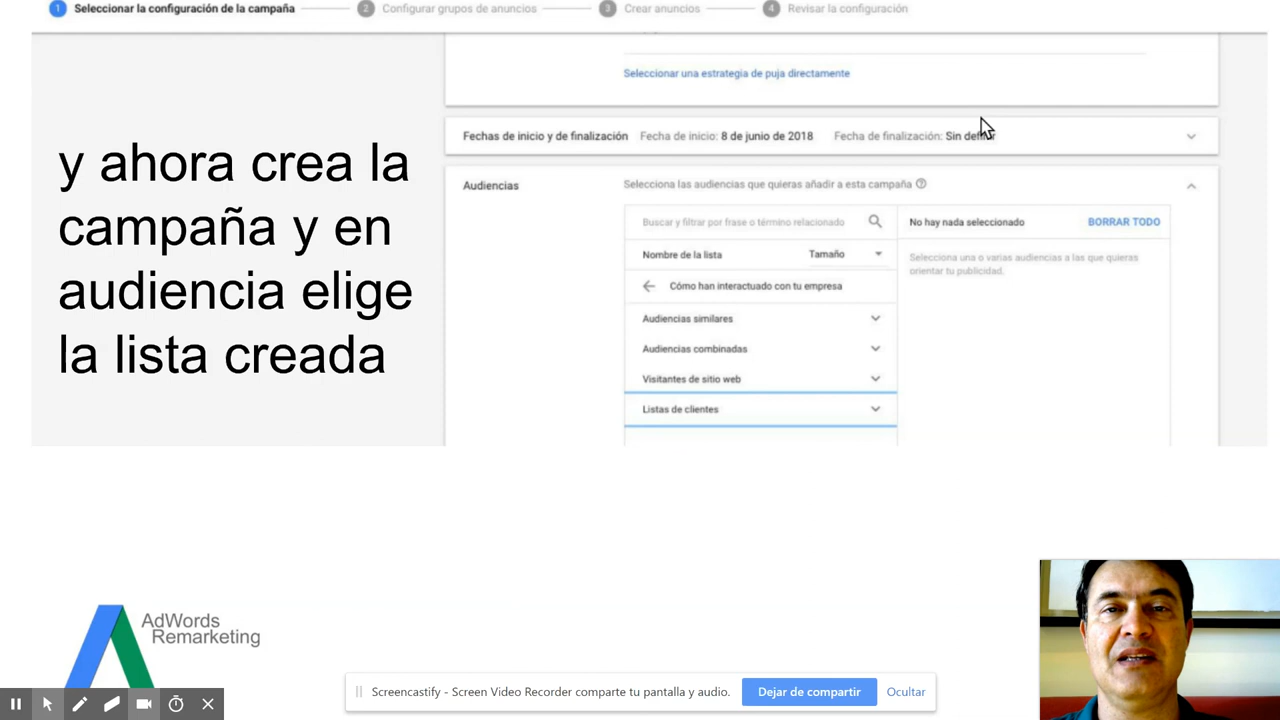 1 Seleccionar la configuración de la campaña 2 Configurar grupos de anuncios 3 Crear anuncios 4 Revisar la configuración
Seleccionar una estrategia de puja directamente
Fechas de inicio y de finalización Fecha de inicio: 8 de junio de 2018 Fecha de finalización: Sin
Audiencias Selecciona las audiencias que quieras añadir a esta campaña
Buscar y filtrar por frase o término relacionado
No hay nada seleccionado BORRAR TODO
Nombre de la lista Tamaño
Selecciona una o varias audiencias a las que quieras
orientar tu publicidad.
Cómo han interactuado con tu empresa
Audiencias similares
Audiencias combinadas
Visitantes de sitio web
Listas de clientes
y ahora crea la
campaña y en
audiencia elige
la lista creada
AdWords
Remarketing
Screencastify - Screen Video Recorder comparte tu pantalla y audio. Dejar de compartir Ocultar